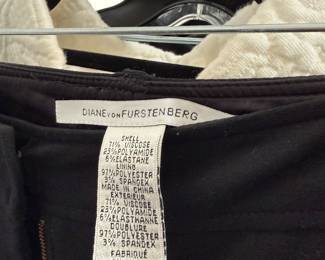 DIANE VON FURSTENBERG
SHELL
71% VISCOSE
23% POLYAMIDE
6% ELASTANE
LINING
97% POLYESTER
3% SPANDEX
MADE IN CHINA
EXTERIEUR
71% VISCOSE
23% POLYAMIDE
6% ELASTHANNE
DOUBLURE
97% POLYESTER
3% SPANDEX
FABRIQUÉ